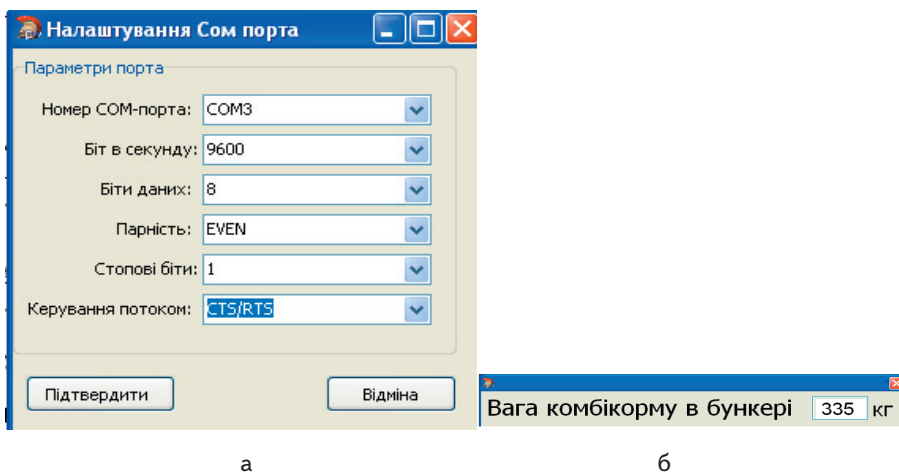 Налаштування Сом порта
Параметри порта
Номер COM-порта: COM3
Біт в секунду: 9600
Біти даних: 8
Парність: EVEN
Стопові біти: 1
Керування потоком: CTS/RTS
Підтвердити Відміна
Вага комбікорму в бункері 335 кг
а б